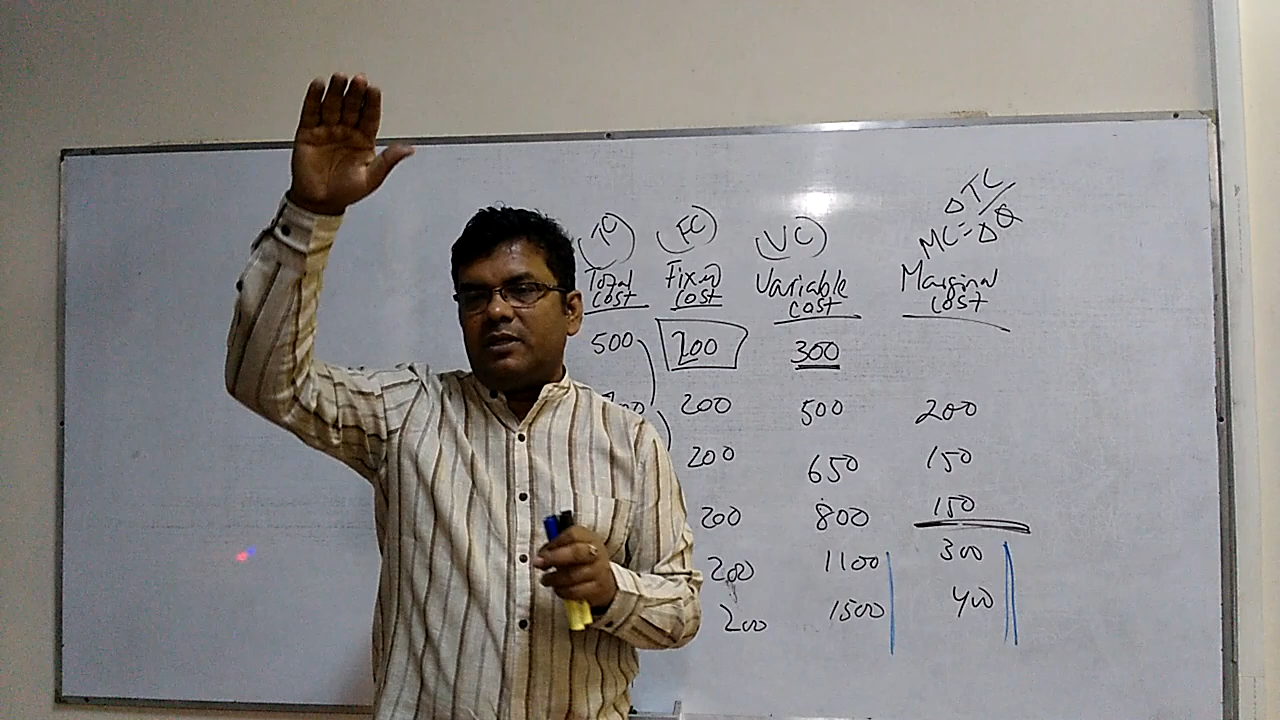 MC = ΔTC/ΔQ
(TC) (FC) (VC)
Total Fixed Variable Marginal
cost cost cost cost
500 200 300
200 500 200
200 650 150
200 800 150
200 1100 300
200 1500 400